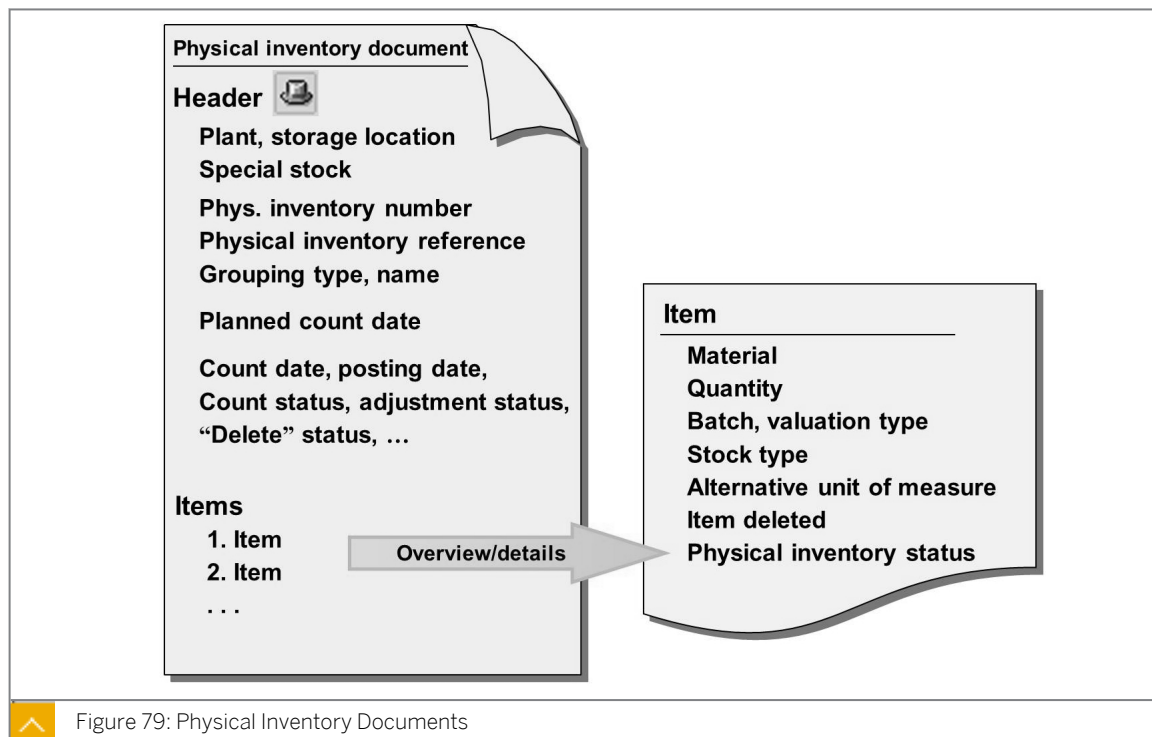 Physical inventory document
Header
Plant, storage location
Special stock
Phys. inventory number
Physical inventory reference
Grouping type, name
Planned count date
Count date, posting date,
Count status, adjustment status,
“Delete” status, …
Items
1. Item
2. Item
. . .
Overview/details
Item
Material
Quantity
Batch, valuation type
Stock type
Alternative unit of measure
Item deleted
Physical inventory status
Figure 79: Physical Inventory Documents